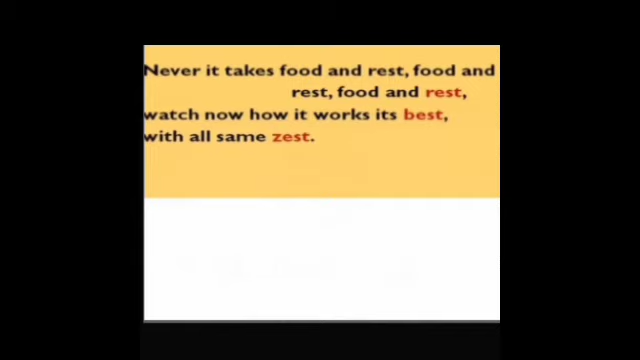 Never it takes food and rest, food and
rest, food and rest,
watch now how it works its best,
with all same zest.